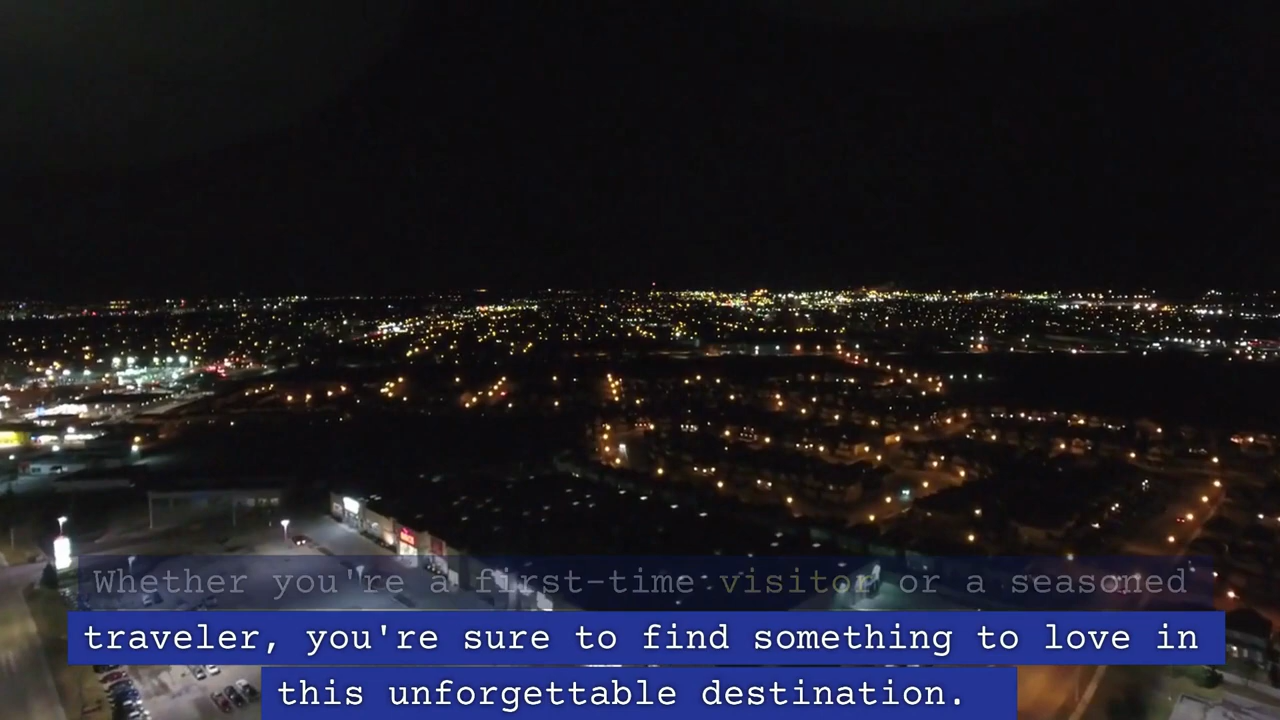 Whether you're a first-time visitor or a seasoned
traveler, you're sure to find something to love in
this unforgettable destination.